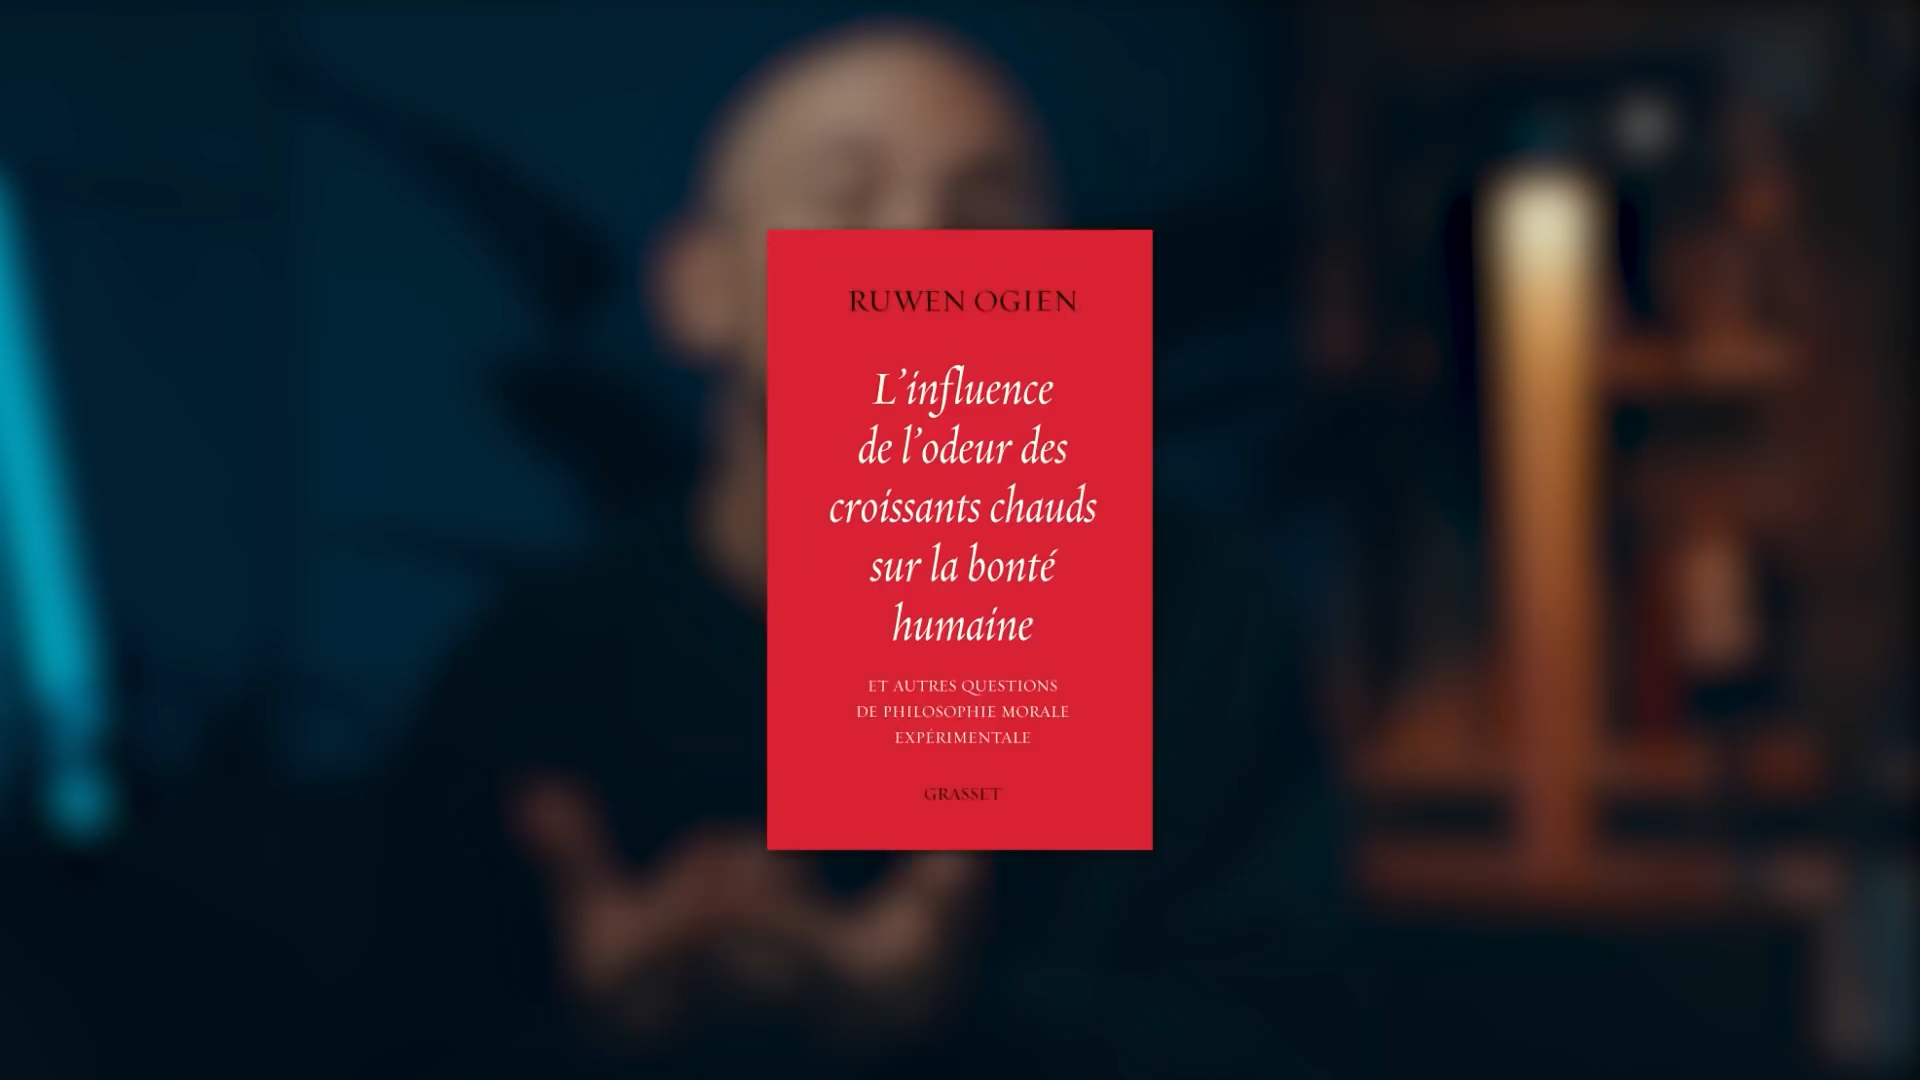 RUWEN OGIEN
L’influence
de l’odeur des
croissants chauds
sur la bonté
humaine
ET AUTRES QUESTIONS
DE PHILOSOPHIE MORALE
EXPÉRIMENTALE
GRASSET